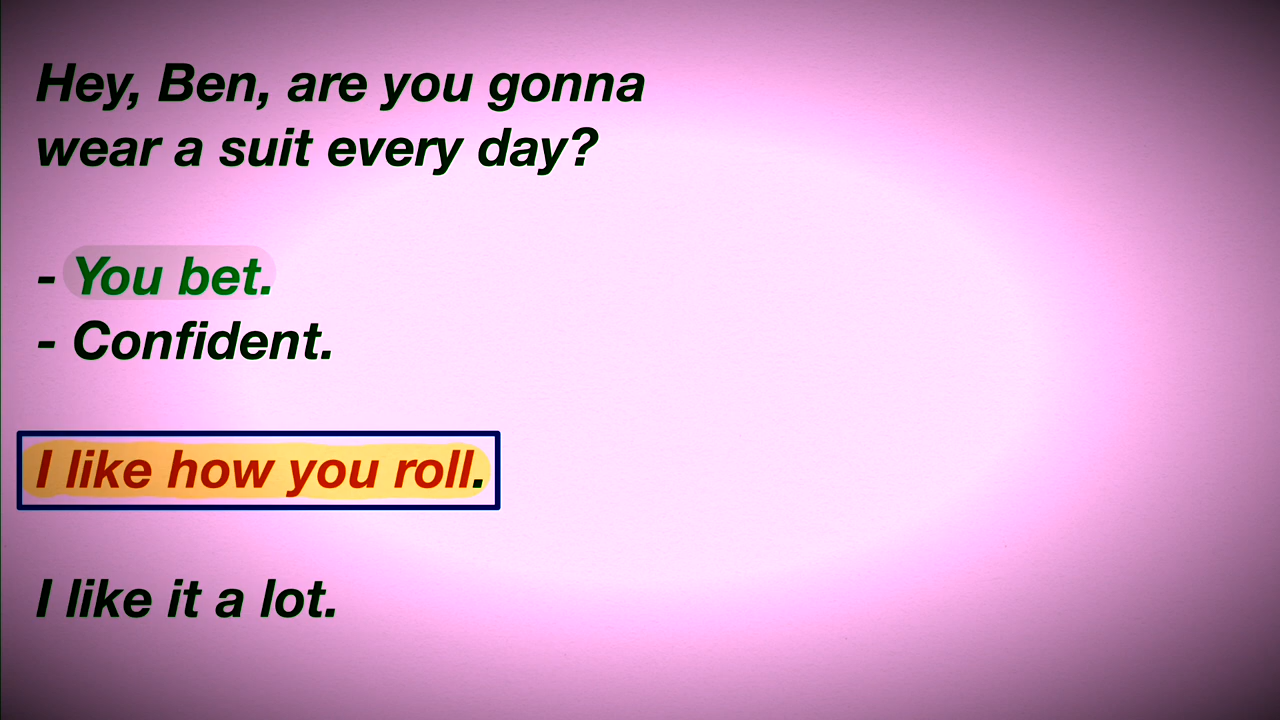 Hey, Ben, are you gonna
wear a suit every day?
- You bet.
- Confident.
I like how you roll.
I like it a lot.